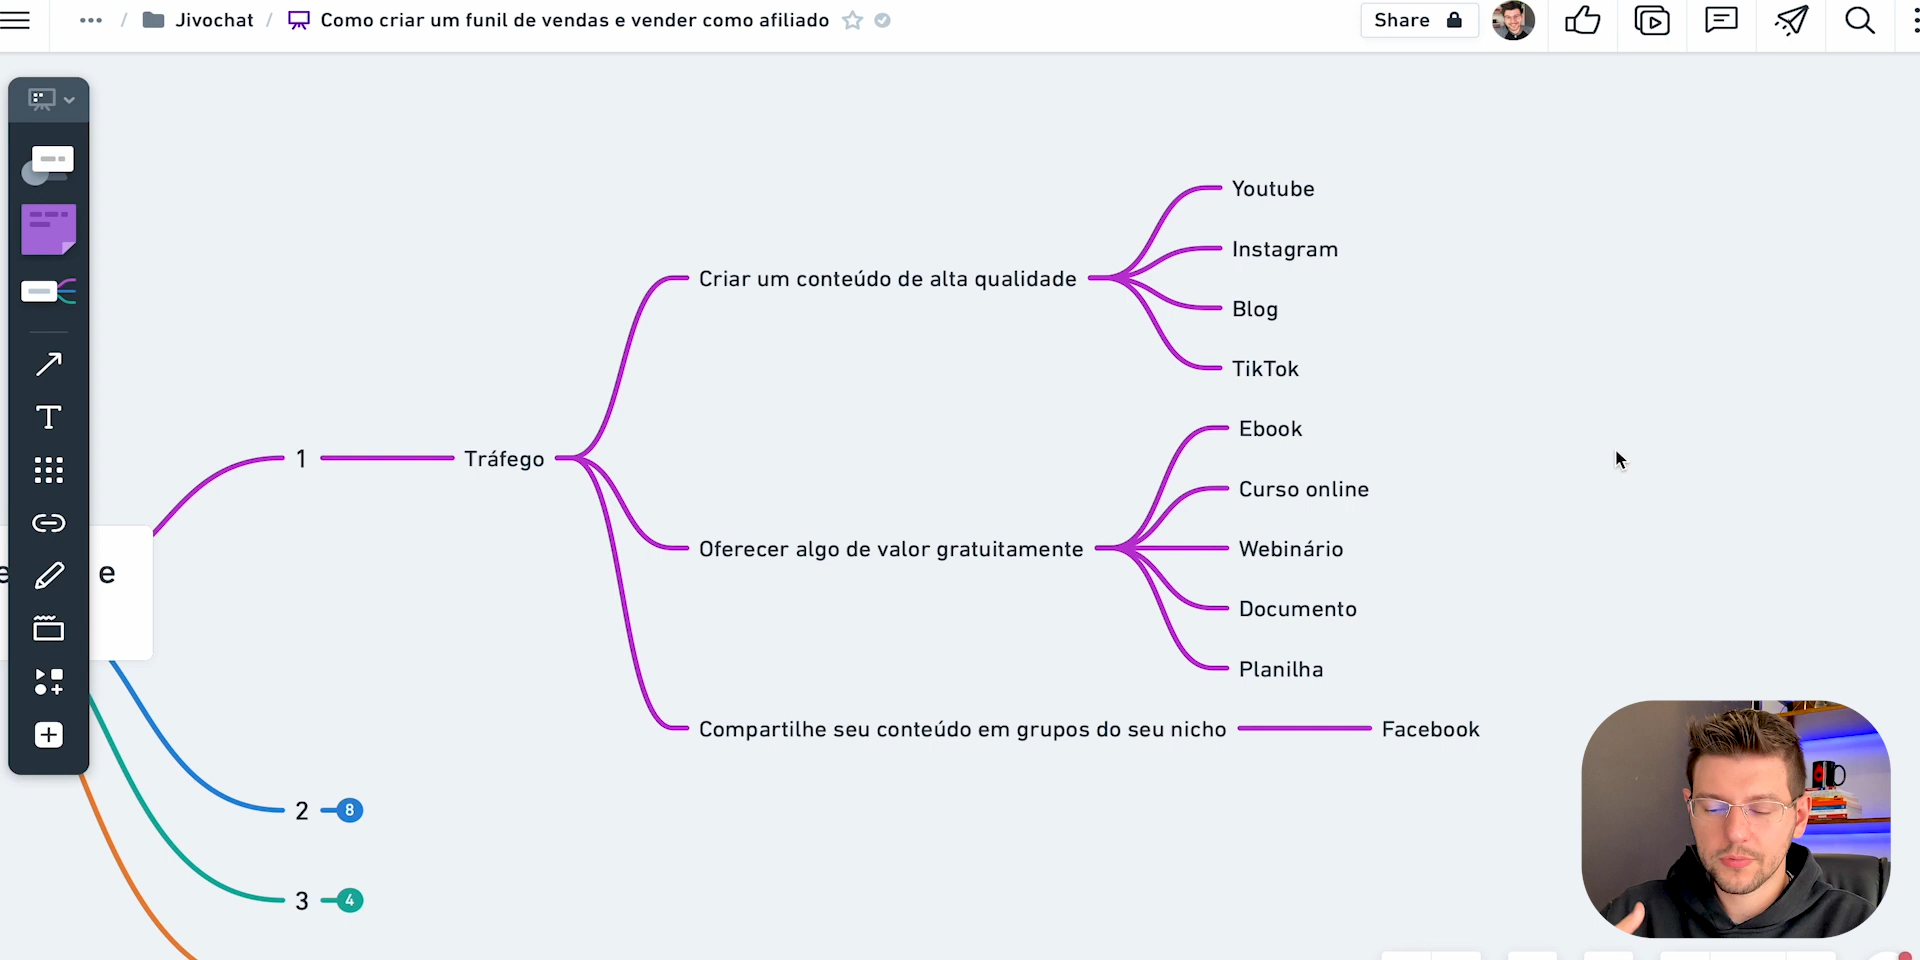 Jivochat / Como criar um funil de vendas e vender como afiliado
Share
Youtube
Instagram
Criar um conteúdo de alta qualidade
Blog
TikTok
Ebook
1
Tráfego
Curso online
Oferecer algo de valor gratuitamente
Webinário
e
Documento
Planilha
Compartilhe seu conteúdo em grupos do seu nicho
Facebook
2
8
3
4